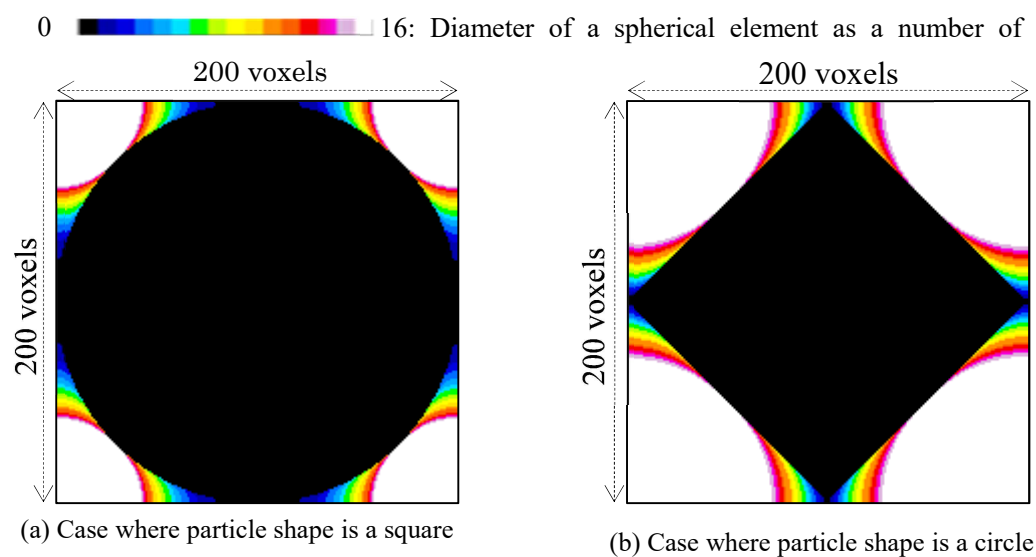 0 16: Diameter of a spherical element as a number of
200 voxels 200 voxels
200 voxels 200 voxels
(a) Case where particle shape is a square
(b) Case where particle shape is a circle